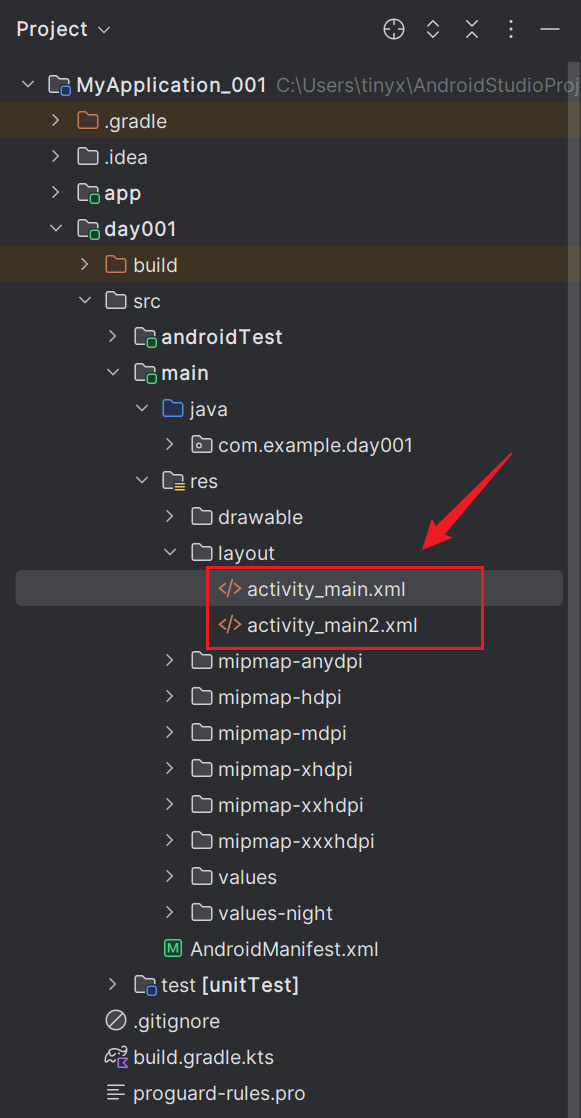 Project
MyApplication_001 C:\Users\tinyx\AndroidStudioProj
.gradle
.idea
app
day001
build
src
androidTest
main
java
com.example.day001
res
drawable
layout
</> activity_main.xml
</> activity_main2.xml
mipmap-anydpi
mipmap-hdpi
mipmap-mdpi
mipmap-xhdpi
mipmap-xxhdpi
mipmap-xxxhdpi
values
values-night
M AndroidManifest.xml
test [unitTest]
.gitignore
build.gradle.kts
proguard-rules.pro